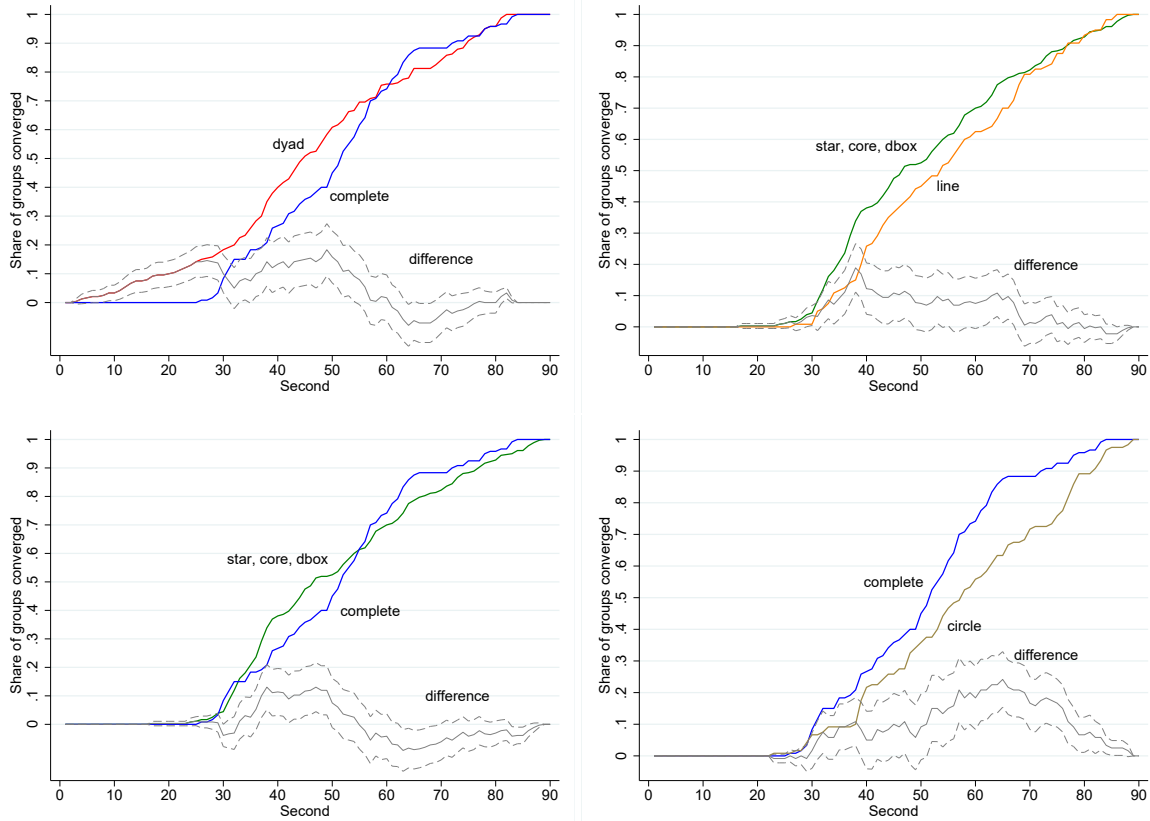 Share of groups converged
1
.9
.8
.7
.6
.5
.4
.3
.2
.1
0
dyad
complete
difference
0 10 20 30 40 50 60 70 80 90
Second
Share of groups converged
1
.9
.8
.7
.6
.5
.4
.3
.2
.1
0
star, core, dbox
line
difference
0 10 20 30 40 50 60 70 80 90
Second
Share of groups converged
1
.9
.8
.7
.6
.5
.4
.3
.2
.1
0
star, core, dbox
complete
difference
0 10 20 30 40 50 60 70 80 90
Second
Share of groups converged
1
.9
.8
.7
.6
.5
.4
.3
.2
.1
0
complete
circle
difference
0 10 20 30 40 50 60 70 80 90
Second